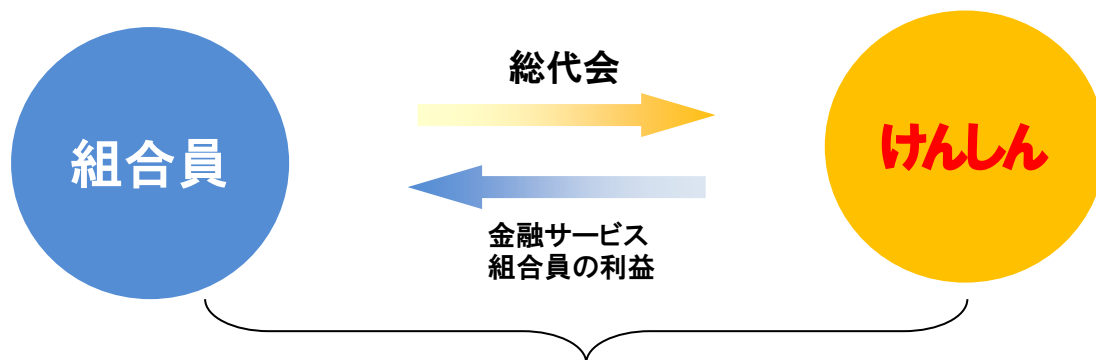 総代会
組合員
けんしん
金融サービス
組合員の利益